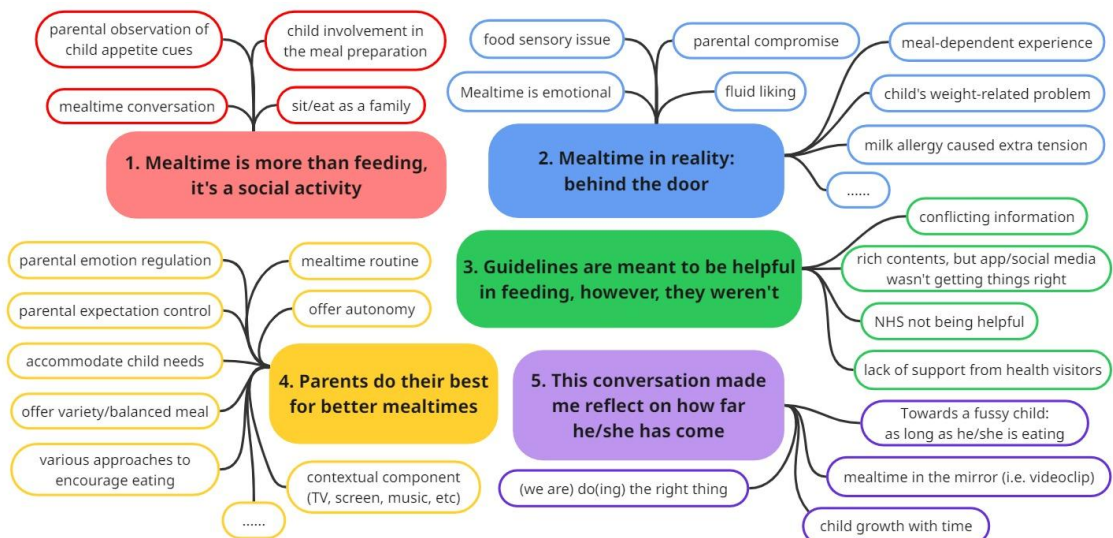 parental observation of
child appetite cues
child involvement in
the meal preparation
mealtime conversation
sit/eat as a family
1. Mealtime is more than feeding,
it's a social activity
food sensory issue
parental compromise
Mealtime is emotional
fluid liking
meal-dependent experience
child's weight-related problem
milk allergy caused extra tension
......
2. Mealtime in reality:
behind the door
3. Guidelines are meant to be helpful
in feeding, however, they weren't
conflicting information
rich contents, but app/social media
wasn't getting things right
NHS not being helpful
lack of support from health visitors
parental emotion regulation
mealtime routine
parental expectation control
offer autonomy
accommodate child needs
offer variety/balanced meal
various approaches to
encourage eating
......
contextual component
(TV, screen, music, etc)
4. Parents do their best
for better mealtimes
5. This conversation made
me reflect on how far
he/she has come
Towards a fussy child:
as long as he/she is eating
mealtime in the mirror (i.e. videoclip)
(we are) do(ing) the right thing
child growth with time